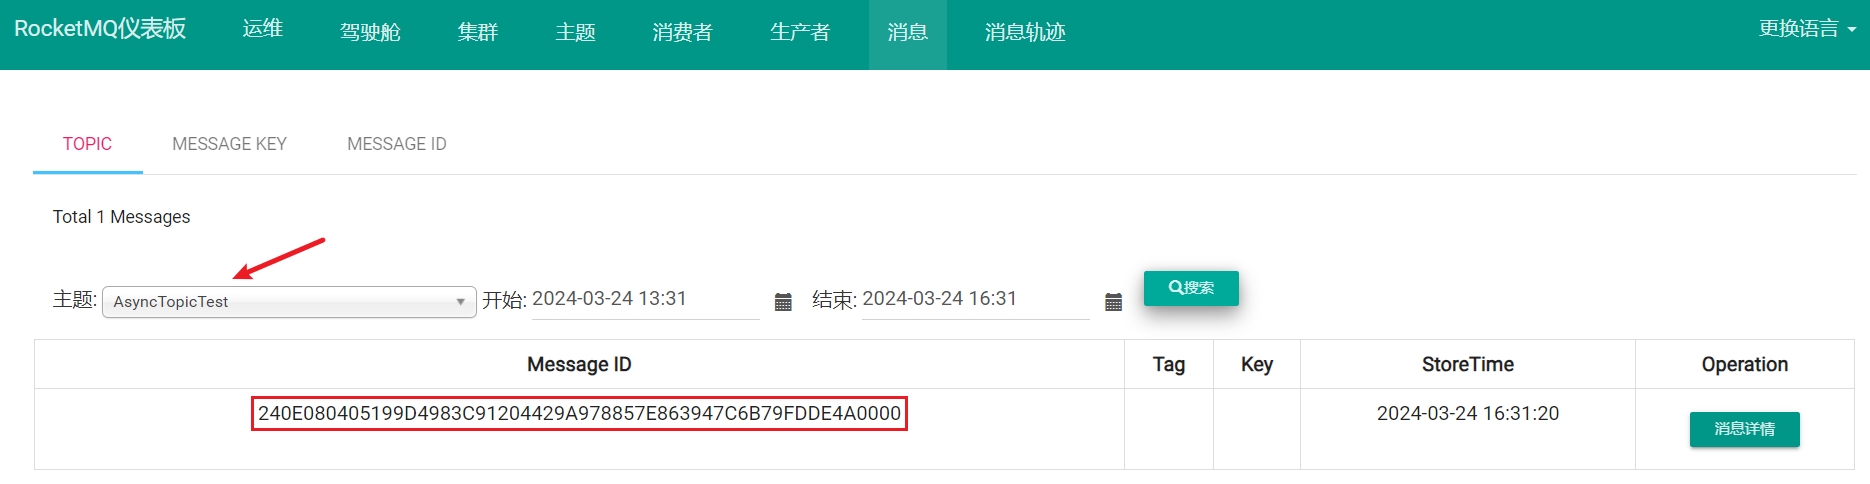 RocketMQ仪表板 运维 驾驶舱 集群 主题 消费者 生产者 消息 消息轨迹 更换语言
TOPIC MESSAGE KEY MESSAGE ID
Total 1 Messages
主题: AsyncTopicTest 开始: 2024-03-24 13:31 结束: 2024-03-24 16:31 搜索
Message ID Tag Key StoreTime Operation
240E080405199D4983C91204429A978857E863947C6B79FDDE4A0000 2024-03-24 16:31:20 消息详情